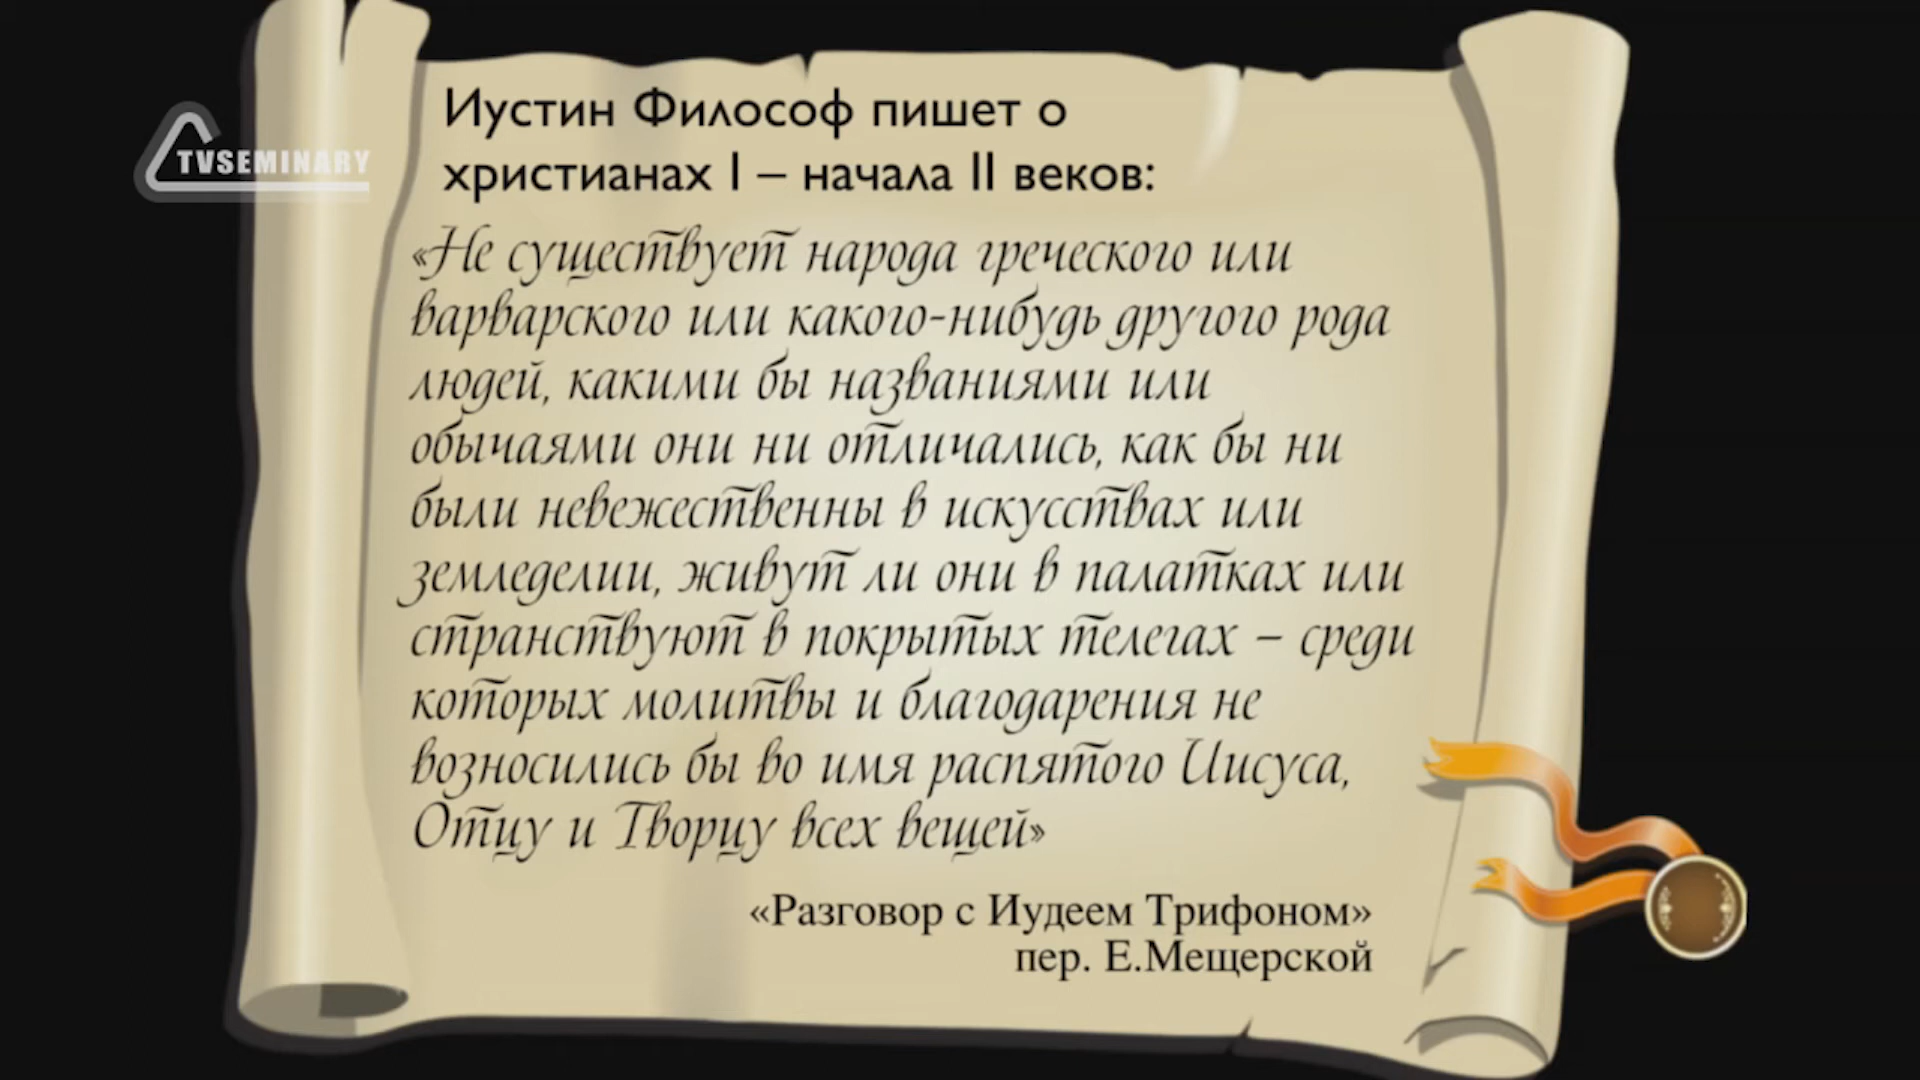 TVSEMINARY
Иустин Философ пишет о
христианах I – начала II веков:
«Не существует народа греческого или
варварского или какого-нибудь другого рода
людей, какими бы названиями или
обычаями они ни отличались, как бы ни
были невежественны в искусствах или
земледелии, живут ли они в палатках или
странствуют в покрытых телегах – среди
которых молитвы и благодарения не
возносились бы во имя распятого Иисуса,
Отцу и Творцу всех вещей»
«Разговор с Иудеем Трифоном»
пер. Е.Мещерской